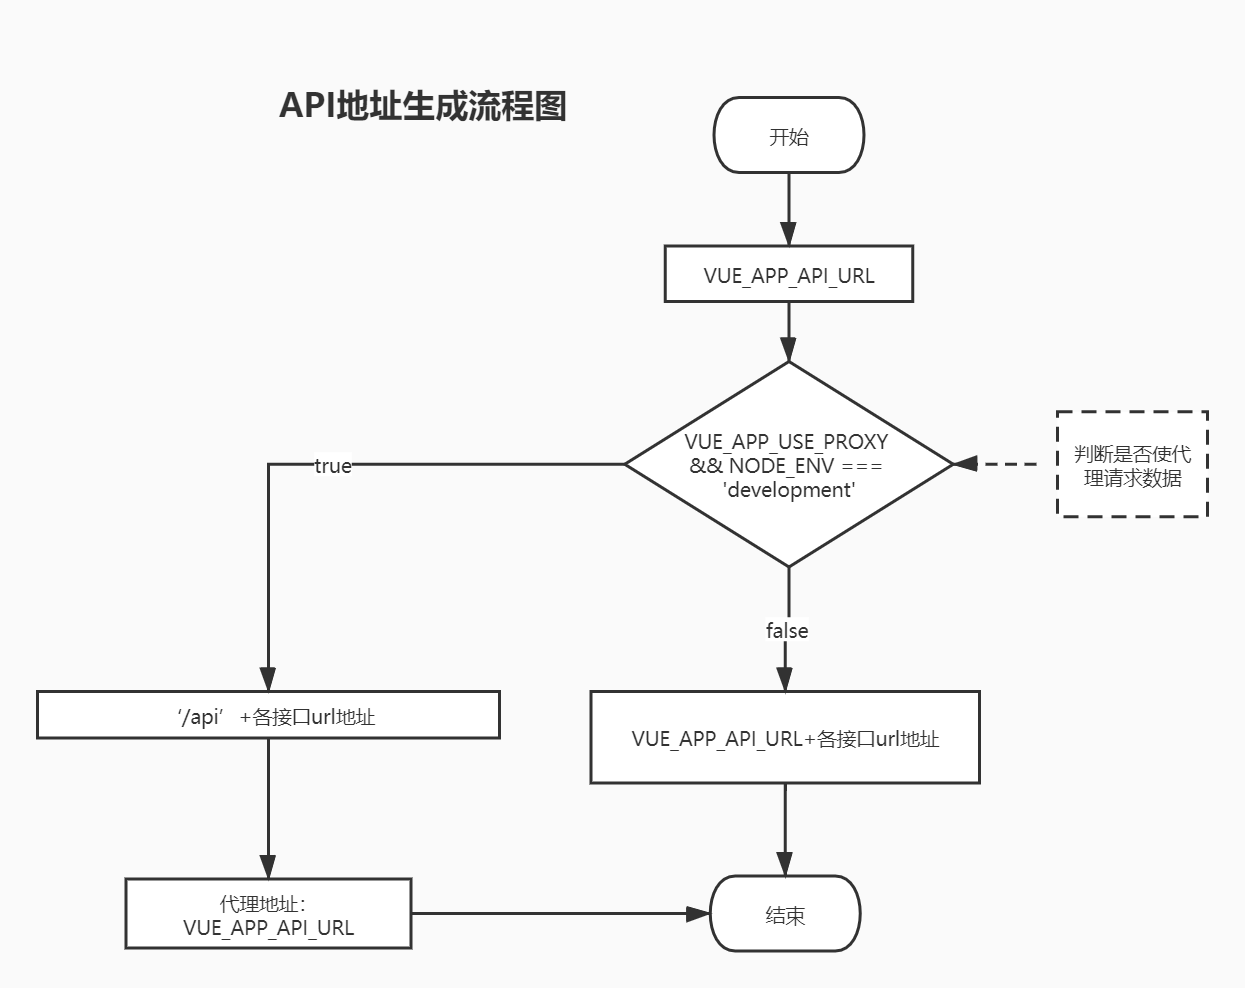 API地址生成流程图
开始
VUE_APP_API_URL
VUE_APP_USE_PROXY
&& NODE_ENV ===
'development'
判断是否使代
理请求数据
true
false
‘/api’ +各接口url地址
VUE_APP_API_URL+各接口url地址
代理地址：
VUE_APP_API_URL
结束